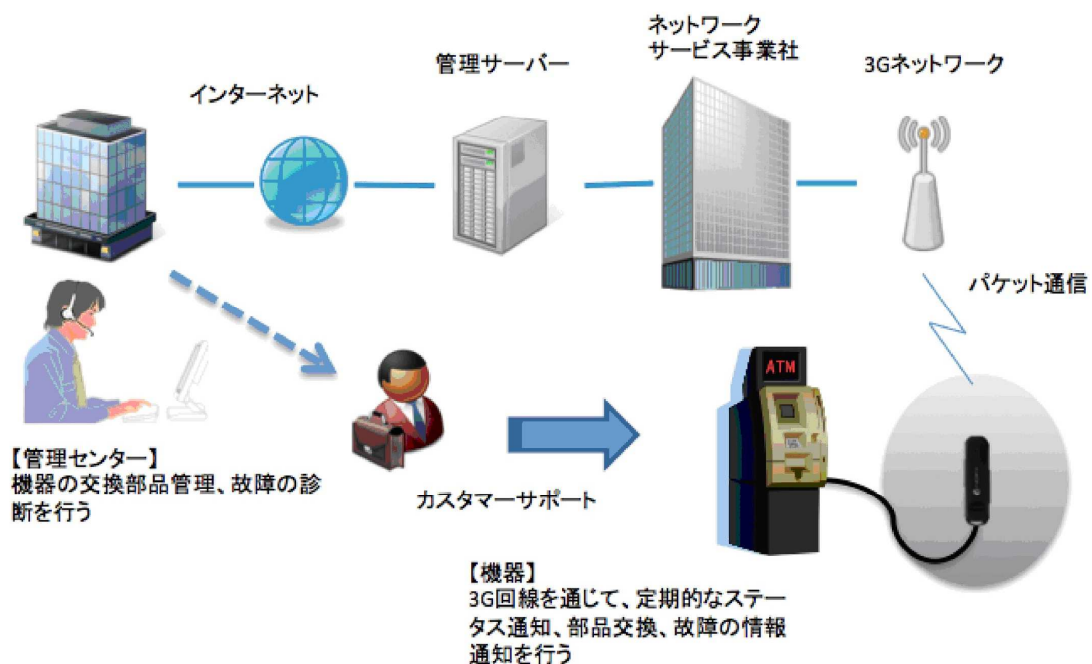 ネットワーク
サービス事業社
管理サーバー
3Gネットワーク
インターネット
パケット通信
ATM
【管理センター】
機器の交換部品管理、故障の診
断を行う
カスタマーサポート
【機器】
3G回線を通じて、定期的なステー
タス通知、部品交換、故障の情報
通知を行う